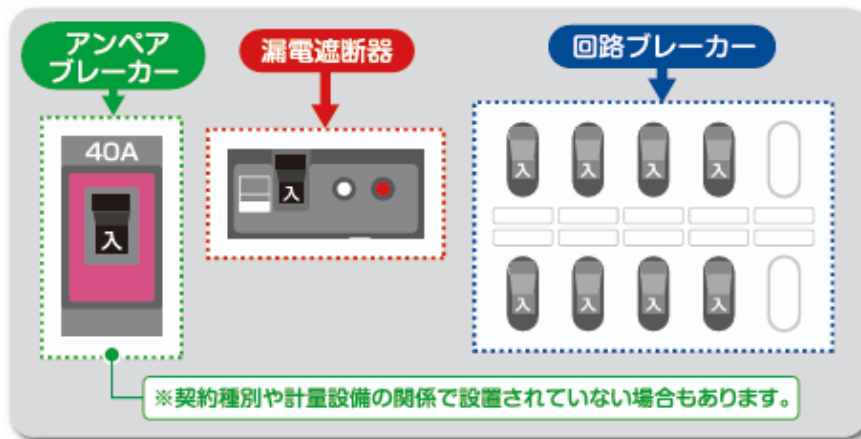 アンペア
ブレーカー
漏電遮断器
回路ブレーカー
40A
入
入
入 入 入 入
入 入 入 入
※契約種別や計量設備の関係で設置されていない場合もあります。